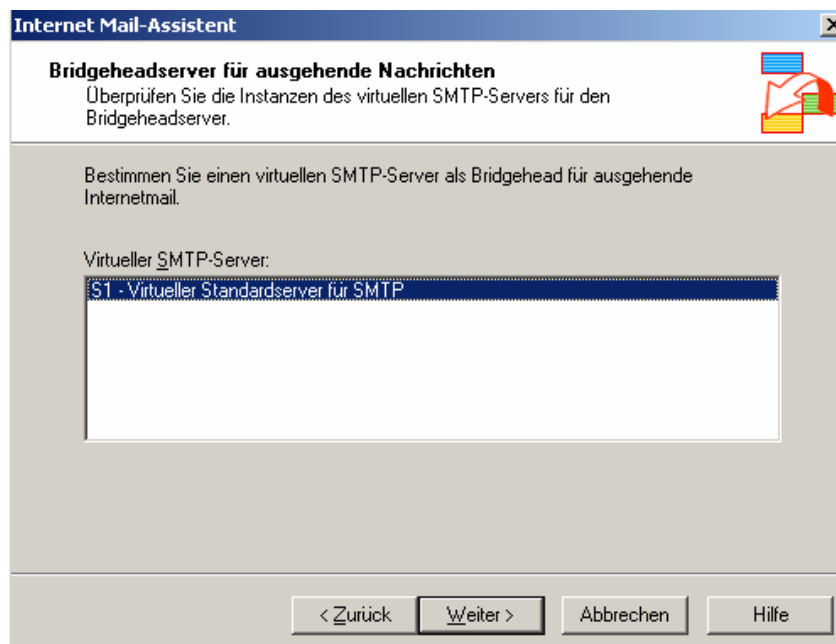 Internet Mail-Assistent
Bridgeheadserver für ausgehende Nachrichten
Überprüfen Sie die Instanzen des virtuellen SMTP-Servers für den
Bridgeheadserver.
Bestimmen Sie einen virtuellen SMTP-Server als Bridgehead für ausgehende
Internetmail.
Virtueller SMTP-Server:
S1 - Virtueller Standardserver für SMTP
< Zurück Weiter > Abbrechen Hilfe